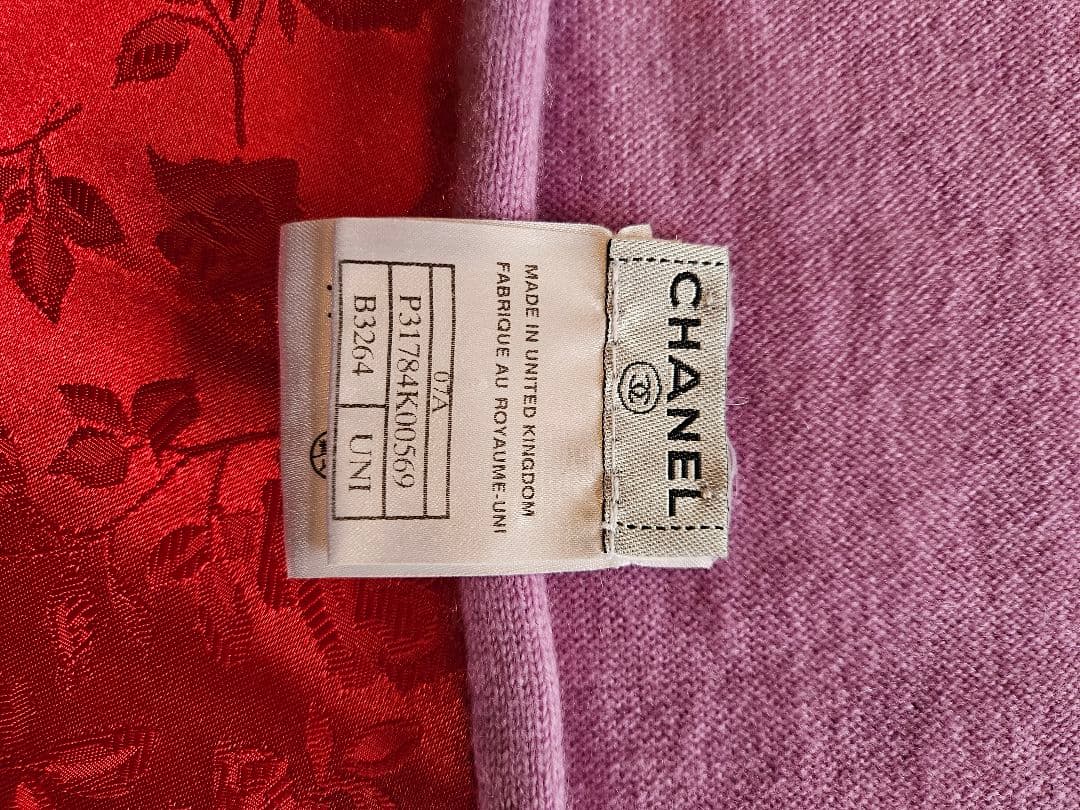 CHANEL
MADE IN UNITED KINGDOM
FABRIQUE AU ROYAUME-UNI
07A
P31784K00569
B3264 UNI